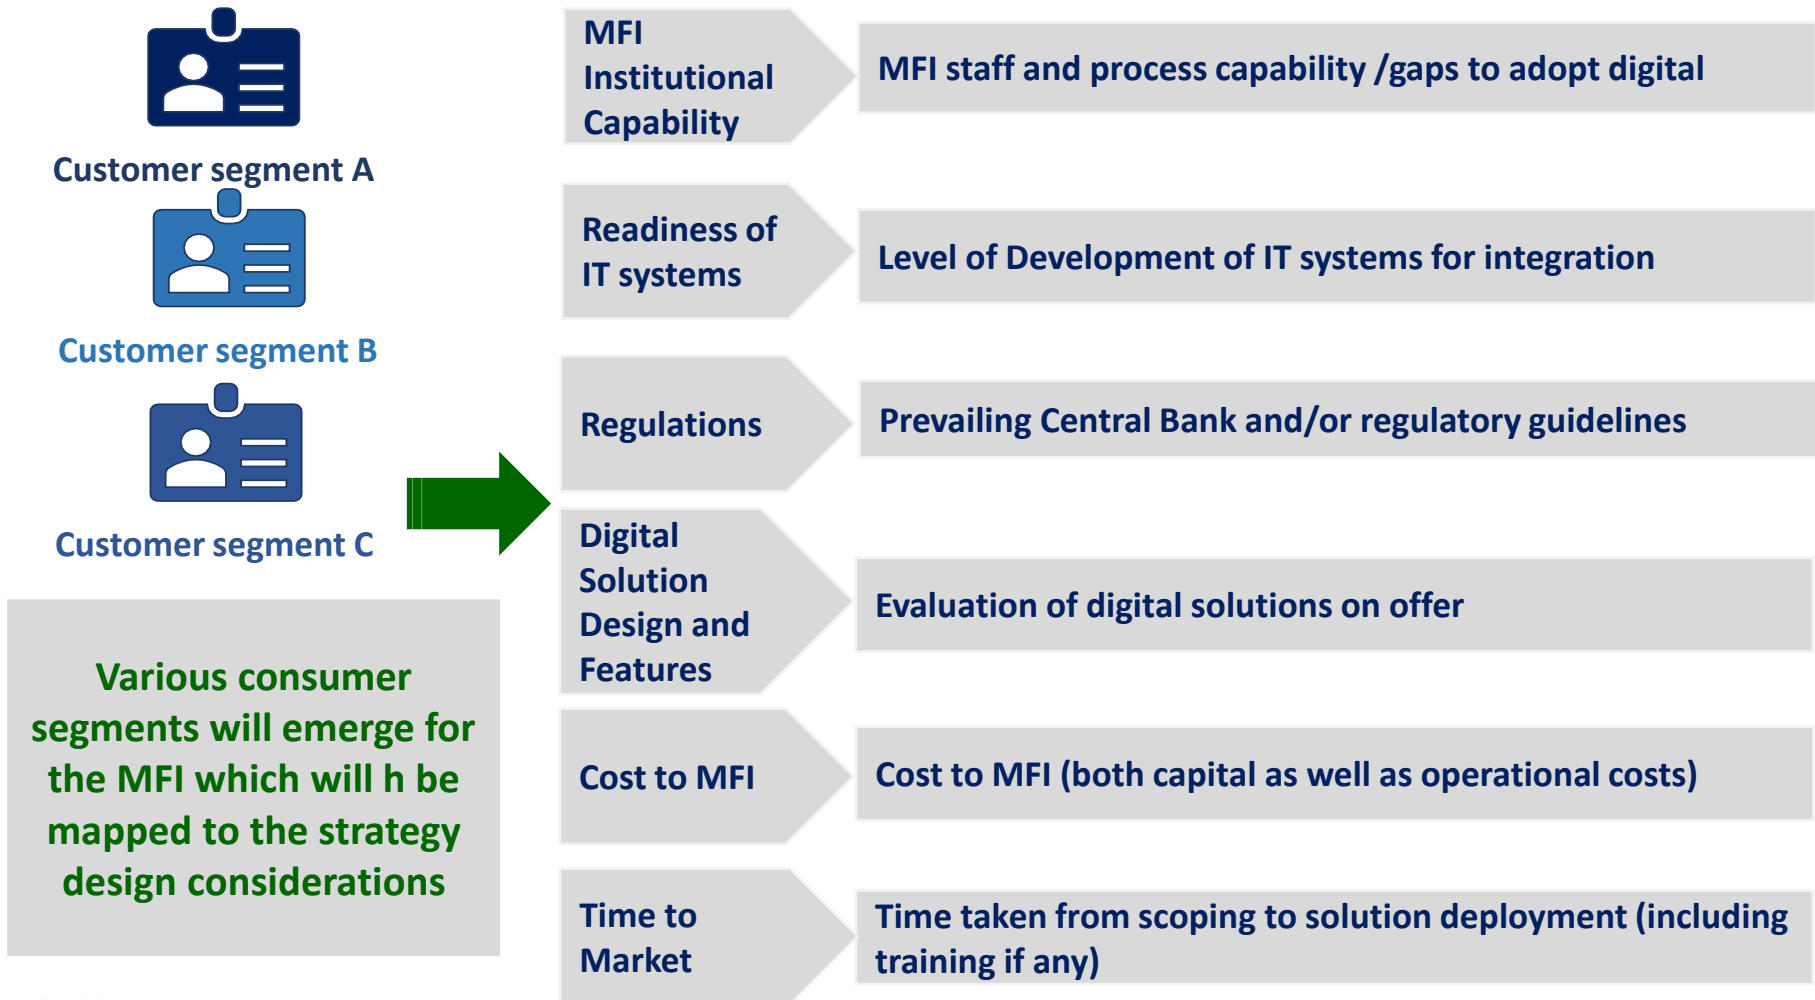 Customer segment A
Customer segment B
Customer segment C
Various consumer
segments will emerge for
the MFI which will h be
mapped to the strategy
design considerations
MFI
Institutional
Capability
MFI staff and process capability /gaps to adopt digital
Readiness of
IT systems
Level of Development of IT systems for integration
Regulations
Prevailing Central Bank and/or regulatory guidelines
Digital
Solution
Design and
Features
Evaluation of digital solutions on offer
Cost to MFI
Cost to MFI (both capital as well as operational costs)
Time to
Market
Time taken from scoping to solution deployment (including
training if any)